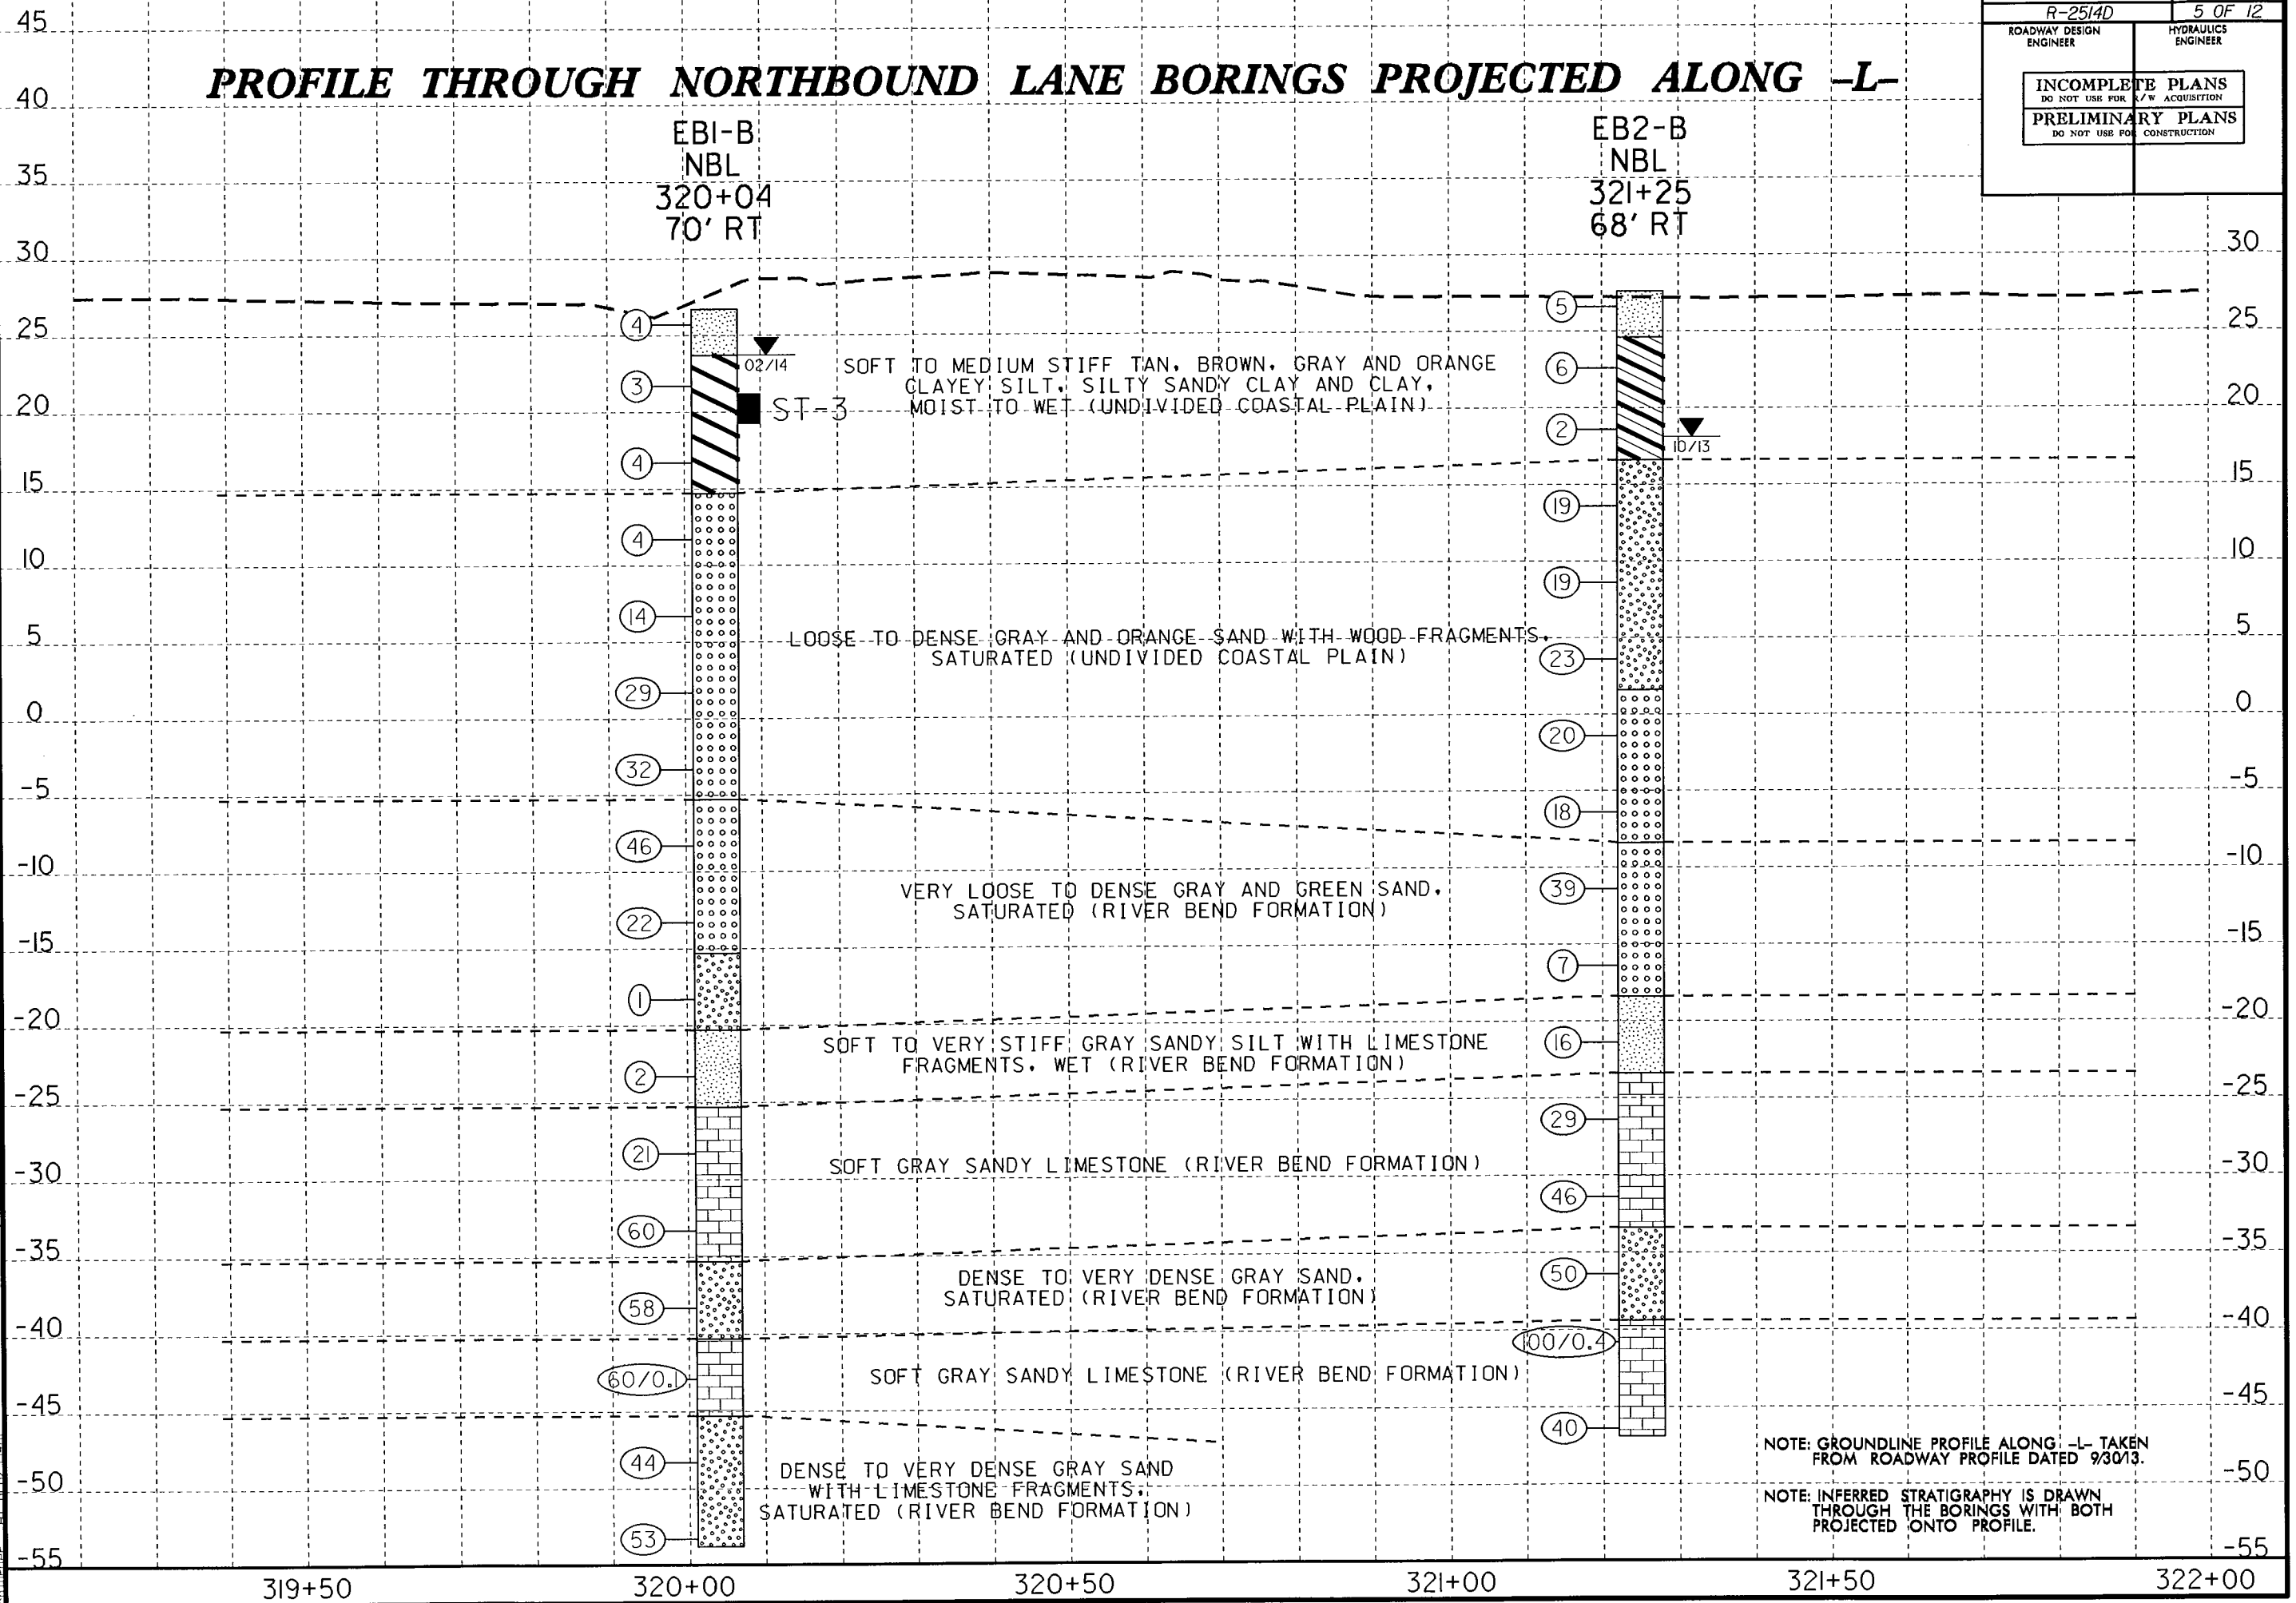 R-2514D 5 OF 12
ROADWAY DESIGN ENGINEER
HYDRAULICS ENGINEER
INCOMPLETE PLANS
DO NOT USE FOR R/W ACQUISITION
PRELIMINARY PLANS
DO NOT USE FOR CONSTRUCTION
PROFILE THROUGH NORTHBOUND LANE BORINGS PROJECTED ALONG -L-
45
40
35
30
25
20
15
10
5
0
-5
-10
-15
-20
-25
-30
-35
-40
-45
-50
-55
EB1-B
NBL
320+04
70' RT
4
3
4
4
14
29
32
46
22
1
2
21
60
58
60/0.1
44
53
02/14
ST-3
SOFT TO MEDIUM STIFF TAN, BROWN, GRAY AND ORANGE
CLAYEY SILT, SILTY SANDY CLAY AND CLAY,
MOIST TO WET (UNDIVIDED COASTAL PLAIN)
LOOSE TO DENSE GRAY AND ORANGE SAND WITH WOOD FRAGMENTS,
SATURATED (UNDIVIDED COASTAL PLAIN)
VERY LOOSE TO DENSE GRAY AND GREEN SAND,
SATURATED (RIVER BEND FORMATION)
SOFT TO VERY STIFF GRAY SANDY SILT WITH LIMESTONE
FRAGMENTS, WET (RIVER BEND FORMATION)
SOFT GRAY SANDY LIMESTONE (RIVER BEND FORMATION)
DENSE TO VERY DENSE GRAY SAND,
SATURATED (RIVER BEND FORMATION)
SOFT GRAY SANDY LIMESTONE (RIVER BEND FORMATION)
DENSE TO VERY DENSE GRAY SAND
WITH LIMESTONE FRAGMENTS,
SATURATED (RIVER BEND FORMATION)
EB2-B
NBL
321+25
68' RT
5
6
2
19
19
23
20
18
39
7
16
29
46
50
100/0.4
40
10/13
30
25
20
15
10
5
0
-5
-10
-15
-20
-25
-30
-35
-40
-45
-50
-55
NOTE: GROUNDLINE PROFILE ALONG -L- TAKEN
FROM ROADWAY PROFILE DATED 9/30/13.
NOTE: INFERRED STRATIGRAPHY IS DRAWN
THROUGH THE BORINGS WITH BOTH
PROJECTED ONTO PROFILE.
319+50 320+00 320+50 321+00 321+50 322+00